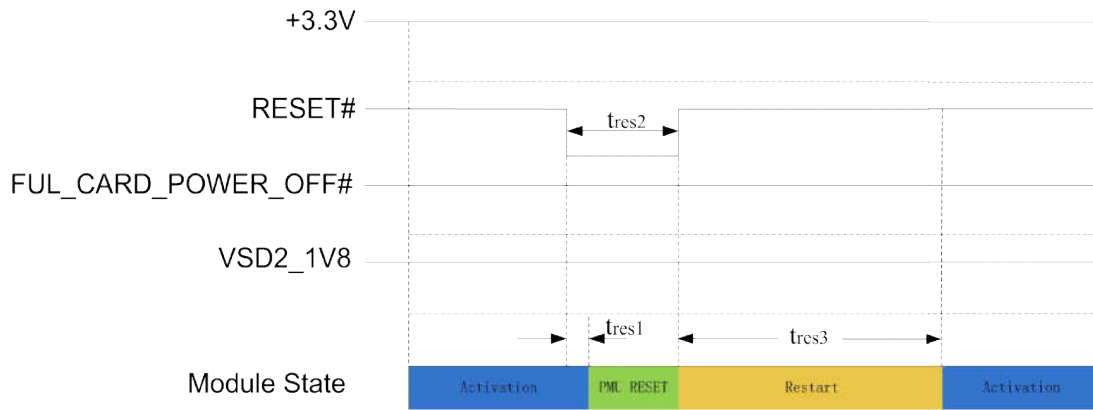 +3.3V
RESET#
tres2
FUL_CARD_POWER_OFF#
VSD2_1V8
tres1
tres3
Module State
Activation
PMU RESET
Restart
Activation